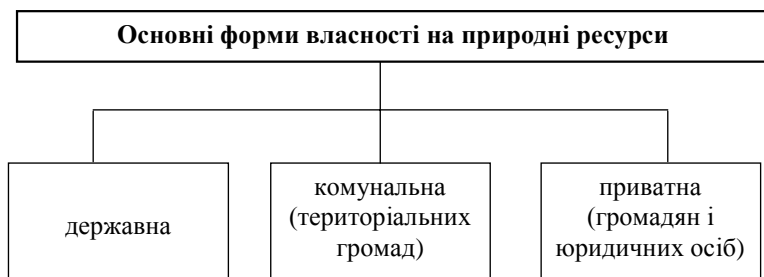 Основні форми власності на природні ресурси
державна
комунальна
(територіальних
громад)
приватна
(громадян і
юридичних осіб)